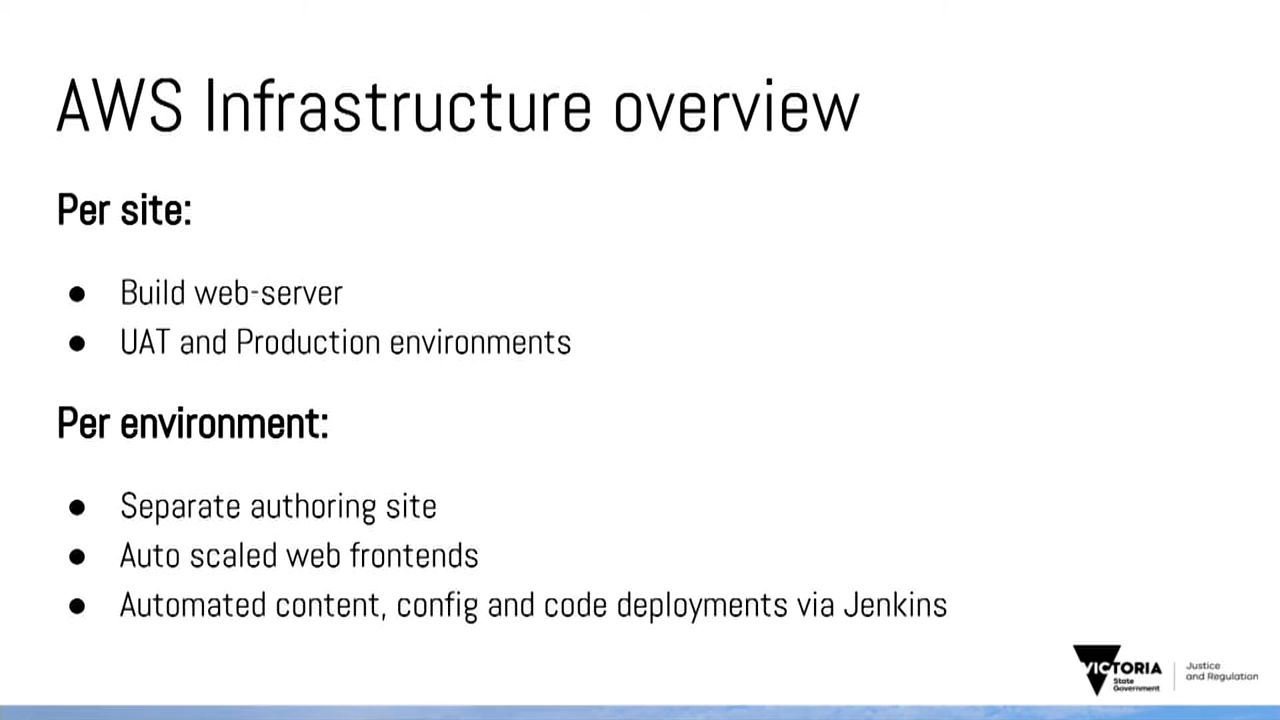 AWS Infrastructure overview
Per site:
● Build web-server
● UAT and Production environments
Per environment:
● Separate authoring site
● Auto scaled web frontends
● Automated content, config and code deployments via Jenkins
VICTORIA
State
Government
Justice
and Regulation